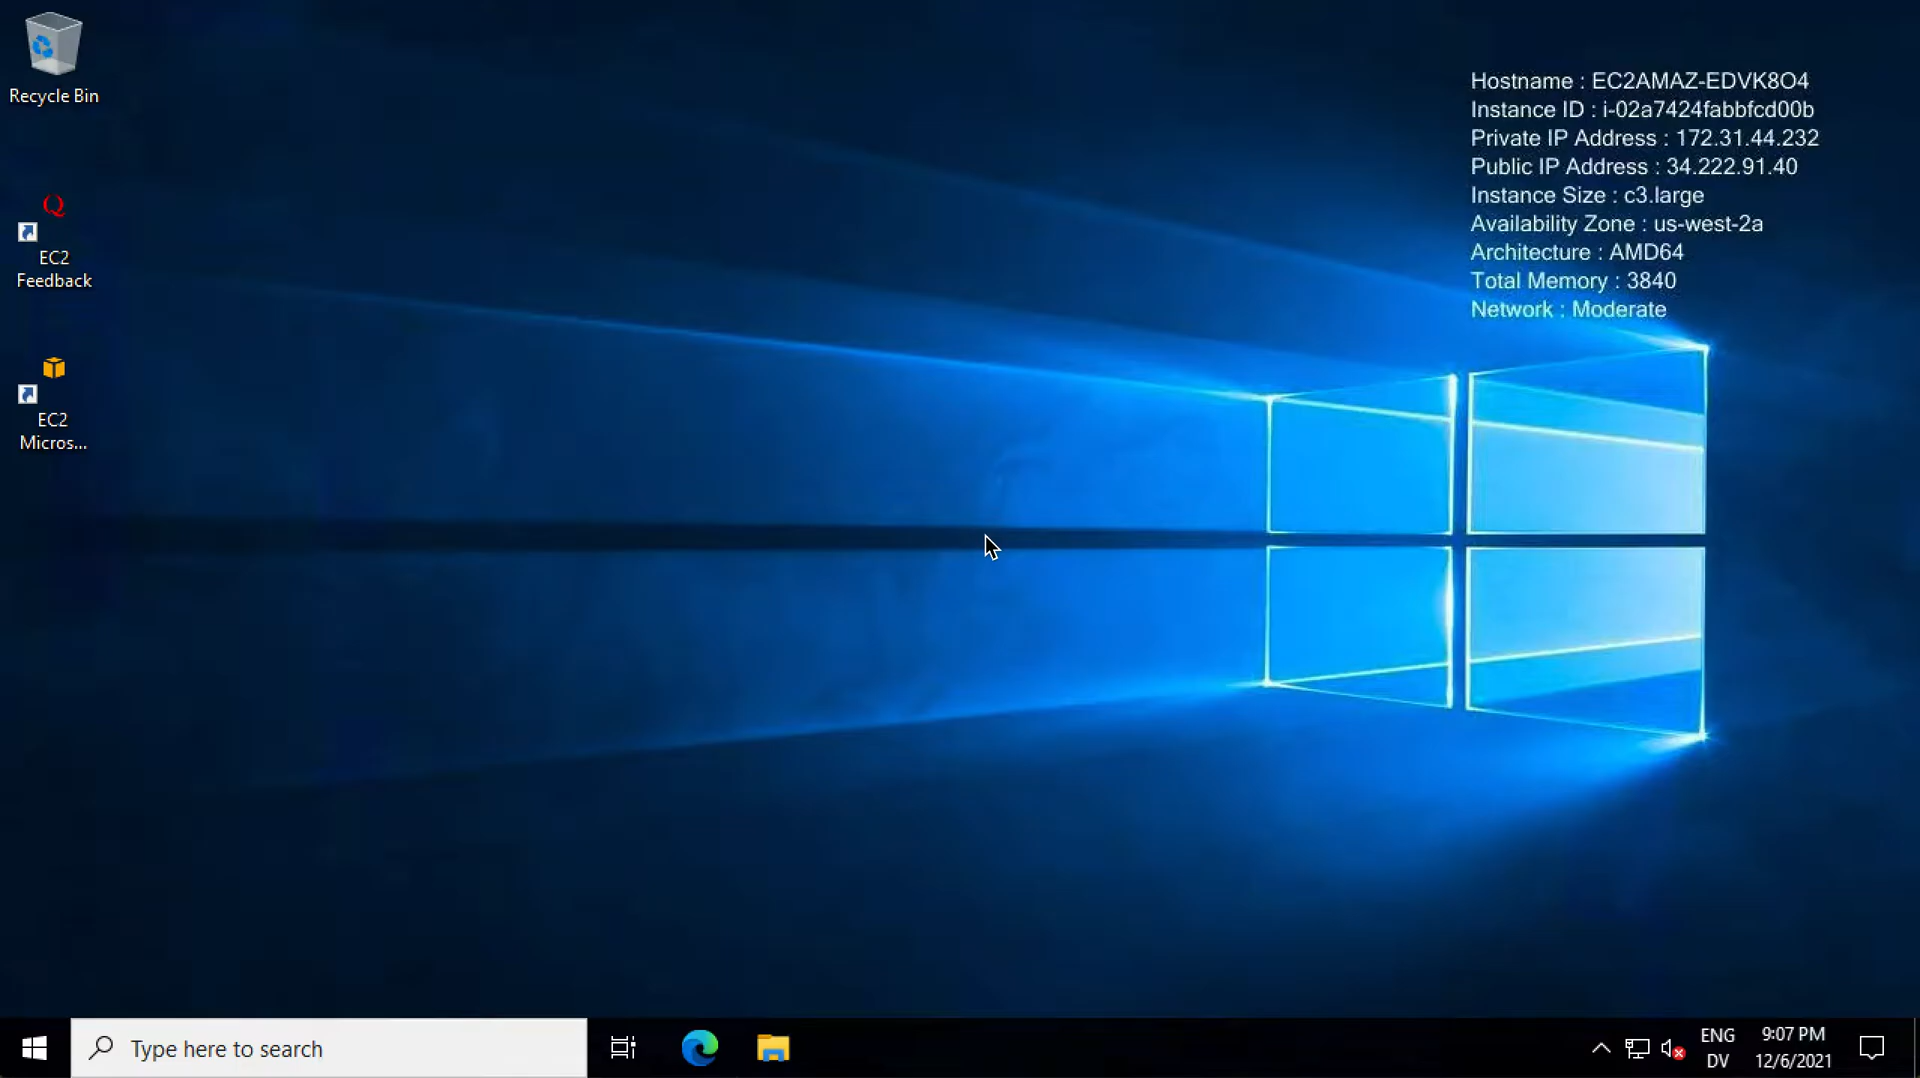 Recycle Bin
EC2
Feedback
EC2
Micros...
Hostname : EC2AMAZ-EDVK8O4
Instance ID : i-02a7424fabbfcd00b
Private IP Address : 172.31.44.232
Public IP Address : 34.222.91.40
Instance Size : c3.large
Availability Zone : us-west-2a
Architecture : AMD64
Total Memory : 3840
Network : Moderate
Type here to search
ENG
DV
9:07 PM
12/6/2021